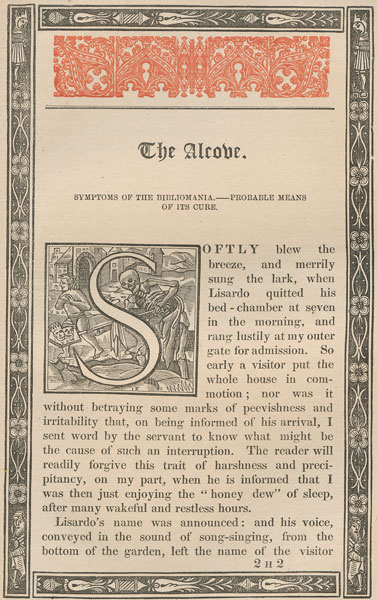 The Alcove.
SYMPTOMS OF THE BIBLIOMANIA.—PROBABLE MEANS
OF ITS CURE.
SOFTLY blew the
breeze, and merrily
sung the lark, when
Lisardo quitted his
bed-chamber at seven
in the morning, and
rang lustily at my outer
gate for admission. So
early a visitor put the
whole house in com-
motion; nor was it
without betraying some marks of peevishness and
irritability that, on being informed of his arrival, I
sent word by the servant to know what might be
the cause of such an interruption. The reader will
readily forgive this trait of harshness and preci-
pitancy, on my part, when he is informed that I
was then just enjoying the “honey dew” of sleep,
after many wakeful and restless hours.
Lisardo's name was announced: and his voice,
conveyed in the sound of song-singing, from the
bottom of the garden, left the name of the visitor
2 H 2